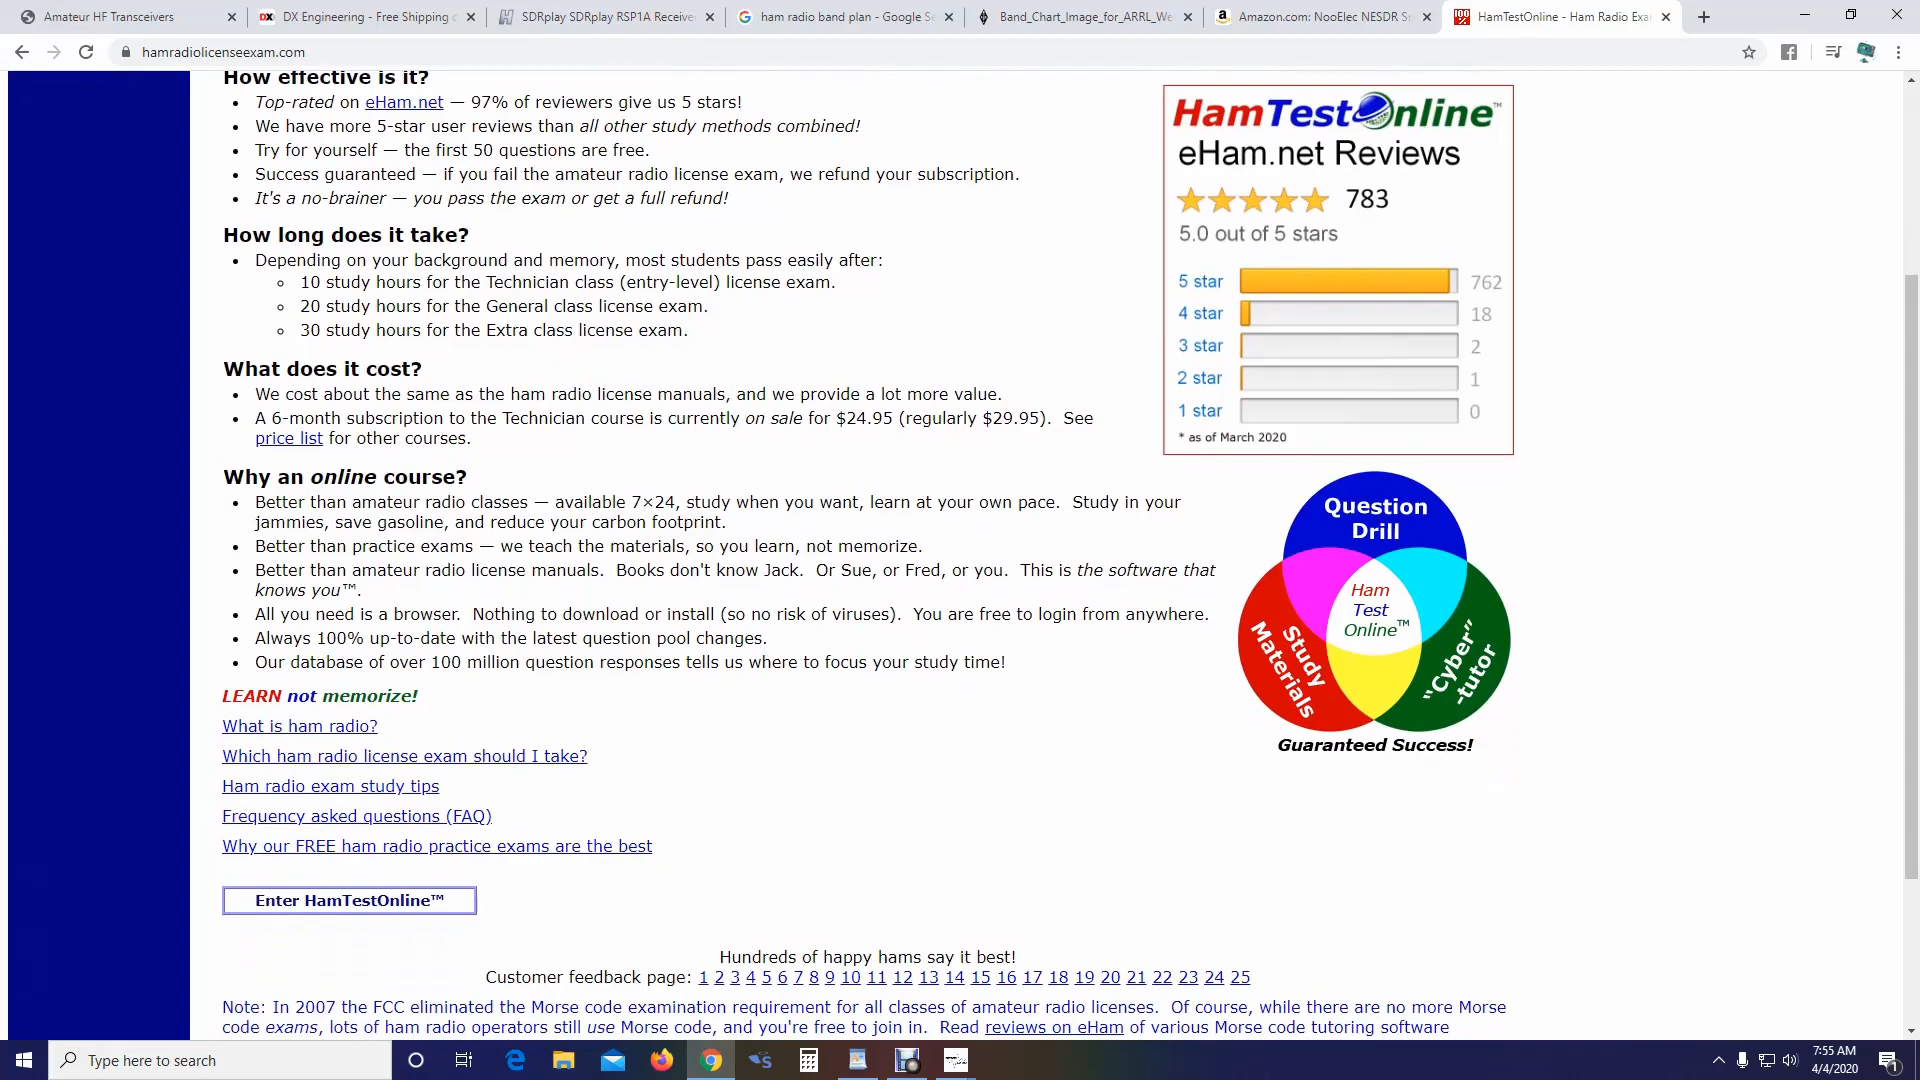 Amateur HF Transceivers
DX Engineering - Free Shipping
SDRplay SDRplay RSP1A Receive
ham radio band plan - Google Se
Band_Chart_Image_for_ARRL_We
Amazon.com: NooElec NESDR S
HamTestOnline - Ham Radio Exa
hamradiolicenseexam.com
How effective is it?
Top-rated on eHam.net — 97% of reviewers give us 5 stars!
We have more 5-star user reviews than all other study methods combined!
Try for yourself — the first 50 questions are free.
Success guaranteed — if you fail the amateur radio license exam, we refund your subscription.
It's a no-brainer — you pass the exam or get a full refund!
How long does it take?
Depending on your background and memory, most students pass easily after:
10 study hours for the Technician class (entry-level) license exam.
20 study hours for the General class license exam.
30 study hours for the Extra class license exam.
What does it cost?
We cost about the same as the ham radio license manuals, and we provide a lot more value.
A 6-month subscription to the Technician course is currently on sale for $24.95 (regularly $29.95). See
price list for other courses.
Why an online course?
Better than amateur radio classes — available 7×24, study when you want, learn at your own pace. Study in your
jammies, save gasoline, and reduce your carbon footprint.
Better than practice exams — we teach the materials, so you learn, not memorize.
Better than amateur radio license manuals. Books don't know Jack. Or Sue, or Fred, or you. This is the software that
knows you™.
All you need is a browser. Nothing to download or install (so no risk of viruses). You are free to login from anywhere.
Always 100% up-to-date with the latest question pool changes.
Our database of over 100 million question responses tells us where to focus your study time!
LEARN not memorize!
What is ham radio?
Which ham radio license exam should I take?
Ham radio exam study tips
Frequency asked questions (FAQ)
Why our FREE ham radio practice exams are the best
Enter HamTestOnline™
HamTestOnline™
eHam.net Reviews
783
5.0 out of 5 stars
5 star 762
4 star 18
3 star 2
2 star 1
1 star 0
* as of March 2020
Question
Drill
Ham
Test
Online™
Study
Materials
"Cyber"
-tutor
Guaranteed Success!
Hundreds of happy hams say it best!
Customer feedback page: 1 2 3 4 5 6 7 8 9 10 11 12 13 14 15 16 17 18 19 20 21 22 23 24 25
Note: In 2007 the FCC eliminated the Morse code examination requirement for all classes of amateur radio licenses. Of course, while there are no more Morse
code exams, lots of ham radio operators still use Morse code, and you're free to join in. Read reviews on eHam of various Morse code tutoring software
Type here to search
7:55 AM
4/4/2020